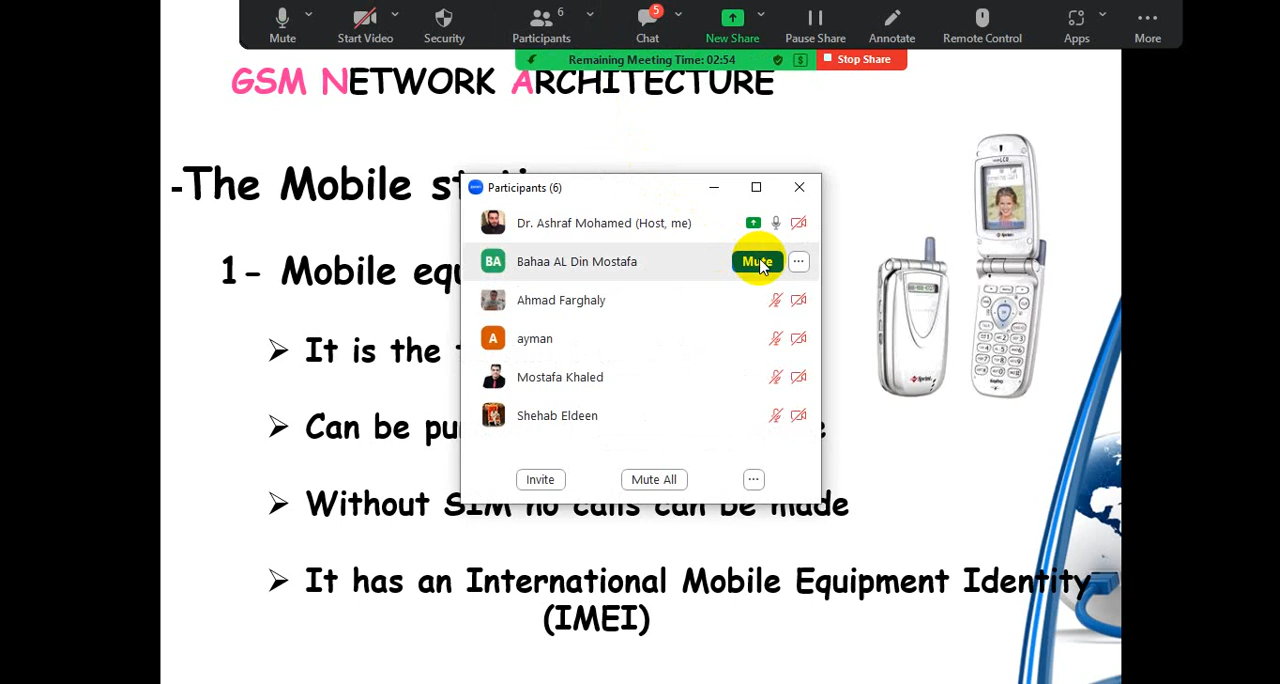 6
5
Mute
Start Video
Security
Participants
Chat
New Share
Pause Share
Annotate
Remote Control
Apps
More
Remaining Meeting Time: 02:54
Stop Share
GSM NETWORK ARCHITECTURE
-The Mobile
Participants (6)
Dr. Ashraf Mohamed (Host, me)
1- Mobile
BA Bahaa AL Din Mostafa Mute
Ahmad Farghaly
It is the
A ayman
Mostafa Khaled
Can be
Shehab Eldeen
Invite
Mute All
Without SIM no calls can be made
It has an International Mobile Equipment Identity
(IMEI)